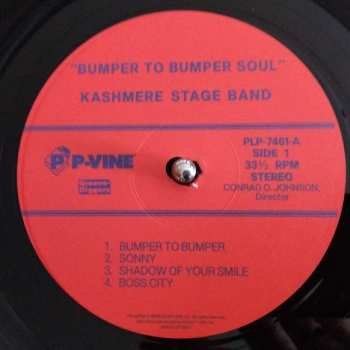 "BUMPER TO BUMPER SOUL"
KASHMERE STAGE BAND
P-VINE
PLP-7461-A
SIDE 1
33⅓ RPM
STEREO
CONRAD O. JOHNSON,
Director
1. BUMPER TO BUMPER
2. SONNY
3. SHADOW OF YOUR SMILE
4. BOSS CITY